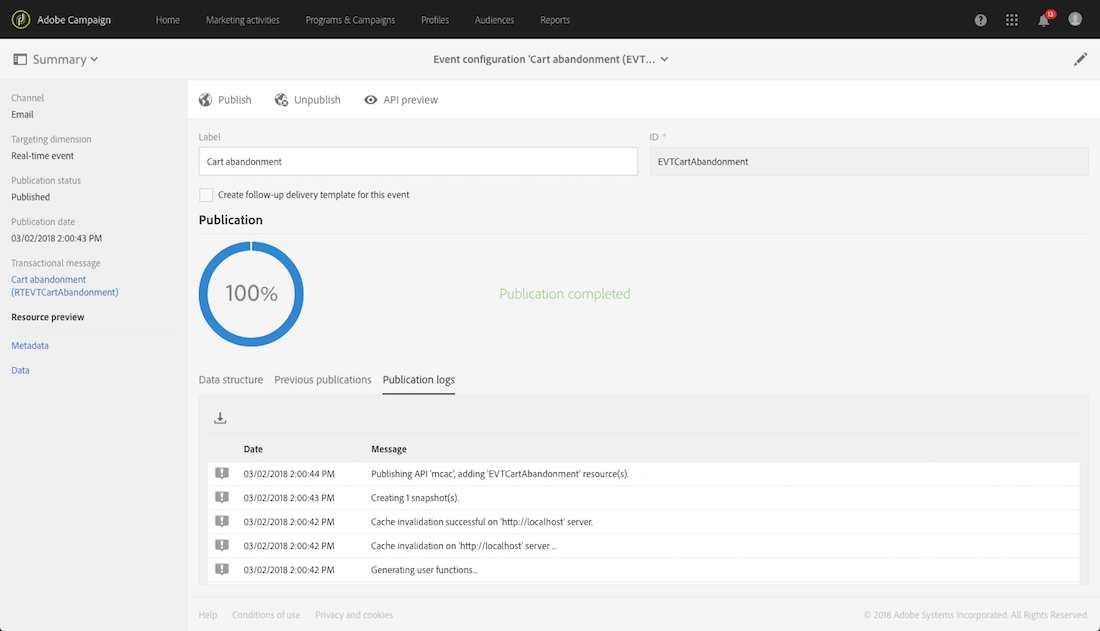 Adobe Campaign Home Marketing activities Programs & Campaigns Profiles Audiences Reports 13
Summary Event configuration 'Cart abandonment (EVT...
Channel
Email
Targeting dimension
Real-time event
Publication status
Published
Publication date
03/02/2018 2:00:43 PM
Transactional message
Cart abandonment
(RTEVTCartAbandonment)
Resource preview
Metadata
Data
Publish Unpublish API preview
Label ID *
Cart abandonment EVTCartAbandonment
Create follow-up delivery template for this event
Publication
100% Publication completed
Data structure Previous publications Publication logs
Date Message
03/02/2018 2:00:44 PM Publishing API 'mcac', adding 'EVTCartAbandonment' resource(s).
03/02/2018 2:00:43 PM Creating 1 snapshot(s).
03/02/2018 2:00:42 PM Cache invalidation successful on 'http://localhost' server.
03/02/2018 2:00:42 PM Cache invalidation on 'http://localhost' server ...
03/02/2018 2:00:42 PM Generating user functions...
Help Conditions of use Privacy and cookies © 2018 Adobe Systems Incorporated. All Rights Reserved.